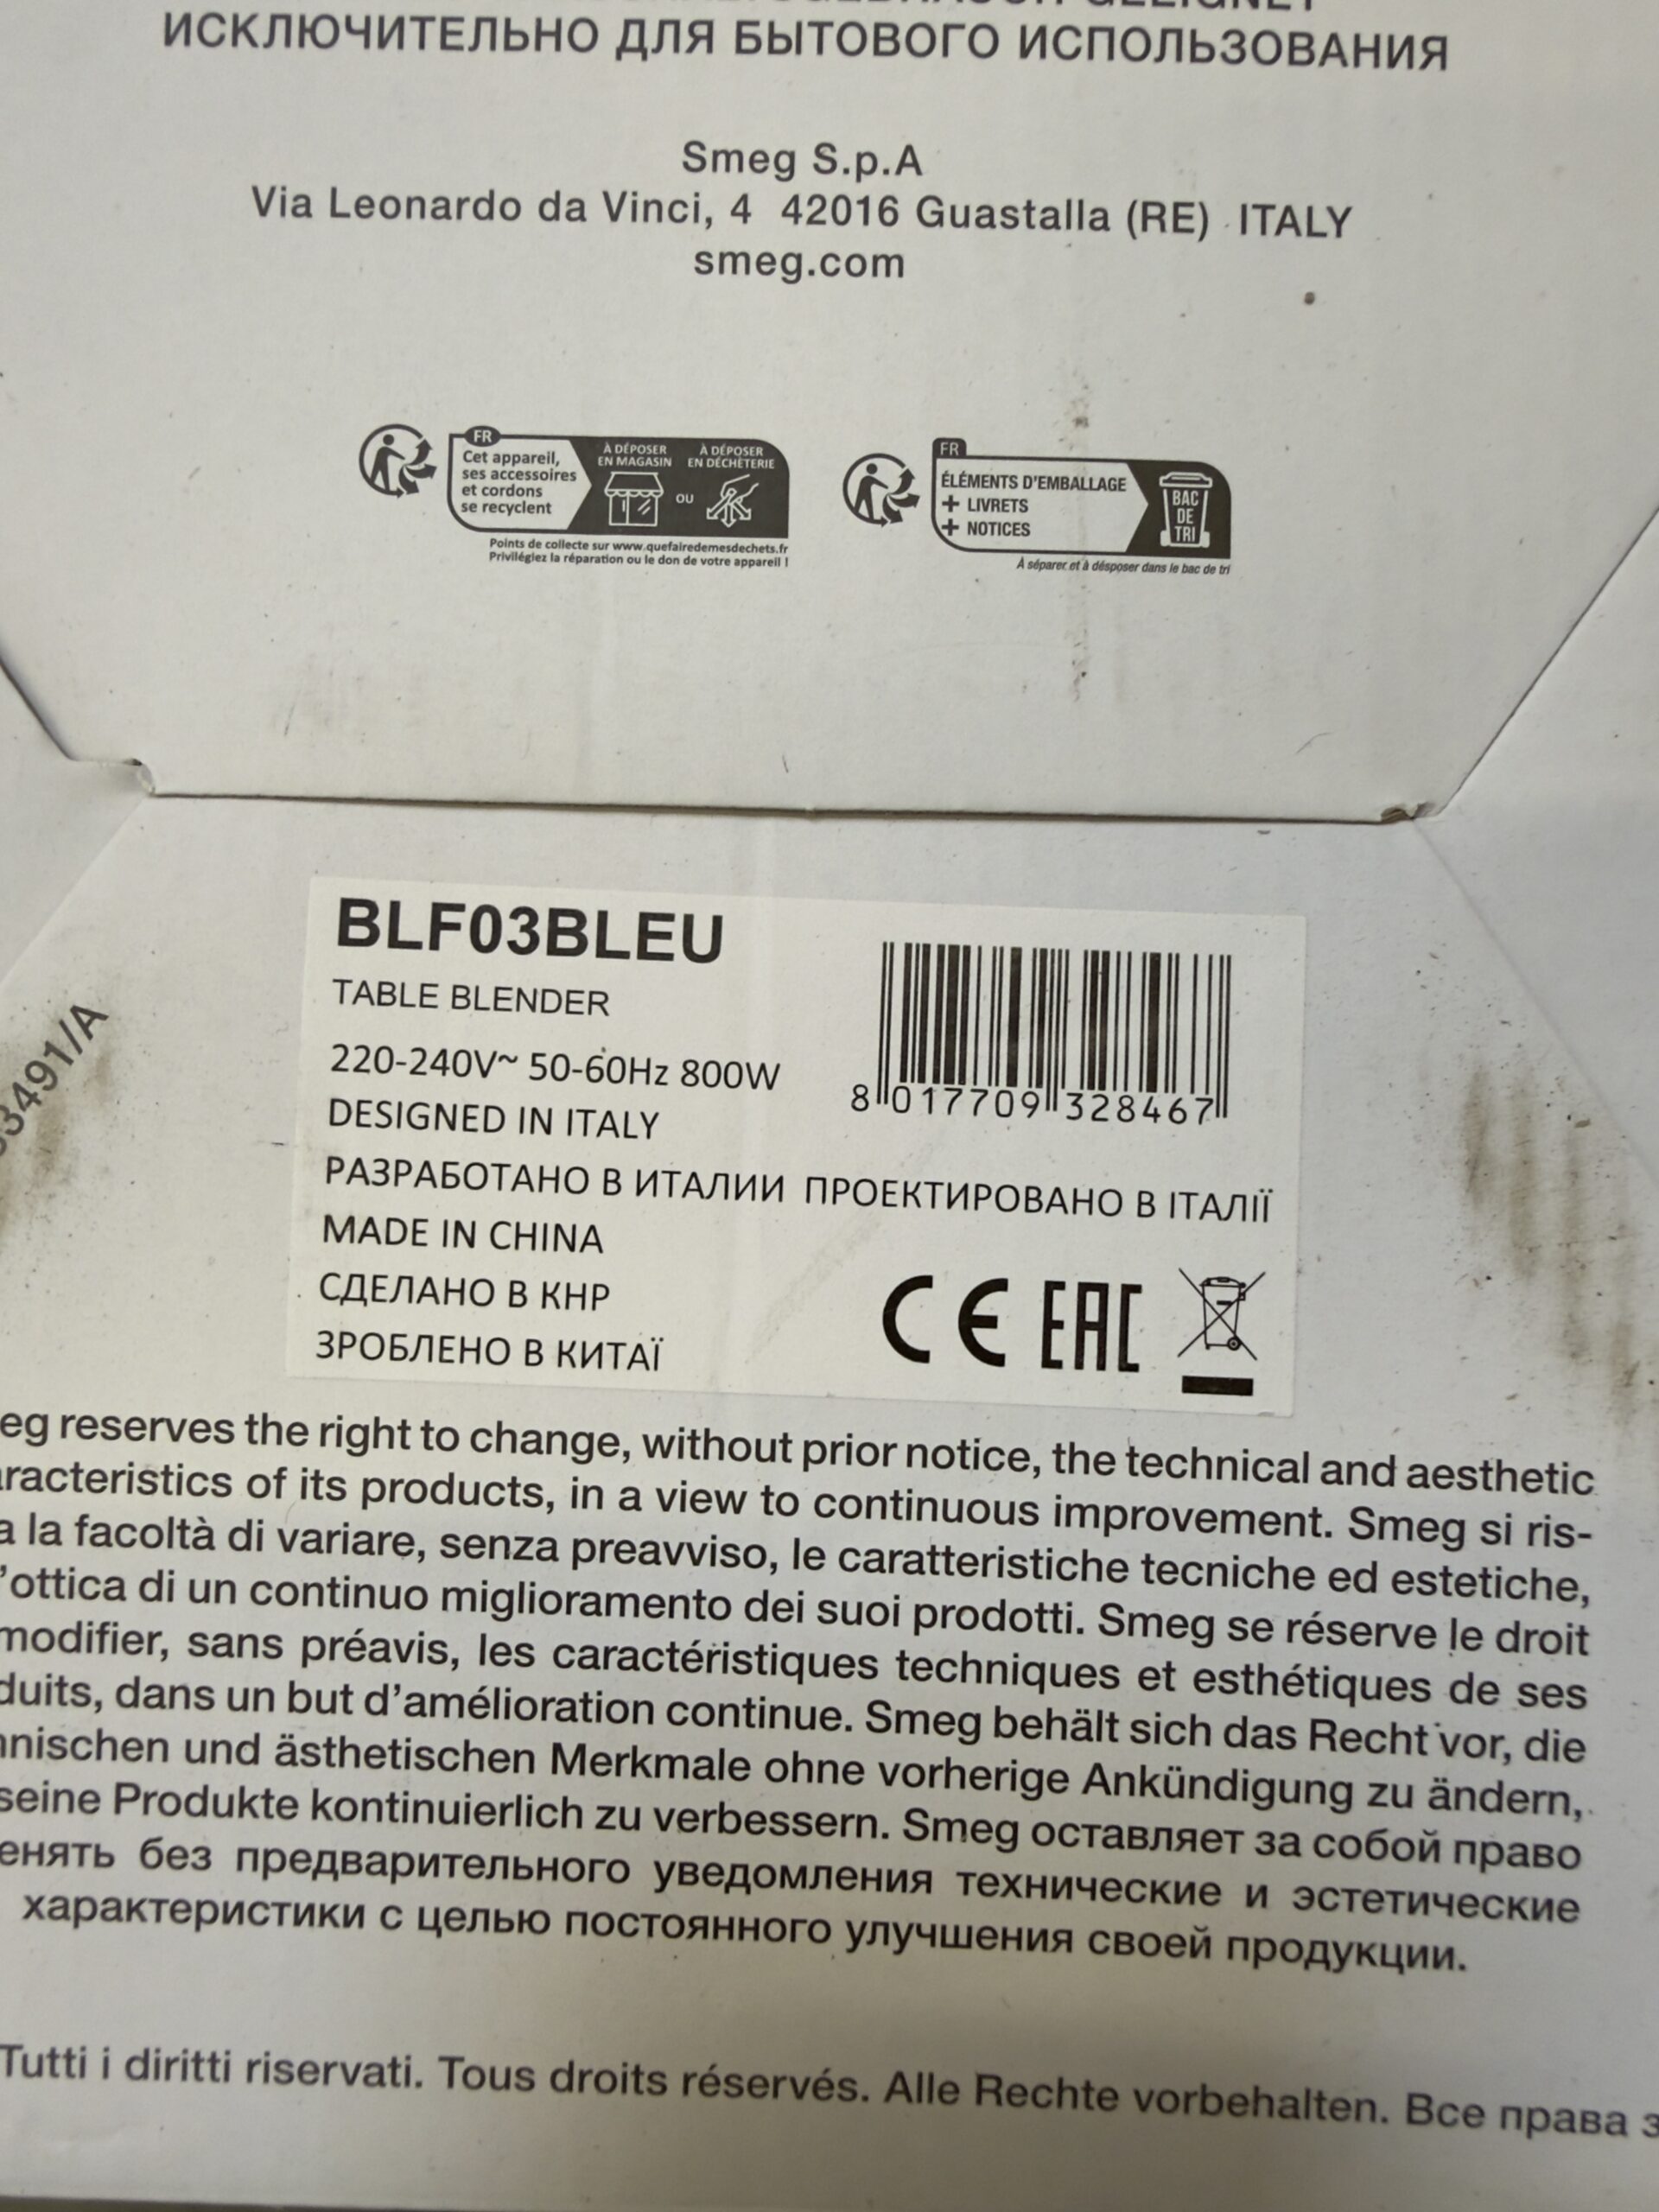 ИСКЛЮЧИТЕЛЬНО ДЛЯ БЫТОВОГО ИСПОЛЬЗОВАНИЯ
Smeg S.p.A
Via Leonardo da Vinci, 4 42016 Guastalla (RE) ITALY
smeg.com
FR
Cet appareil,
ses accessoires
et cordons
se recyclent
À DÉPOSER
EN MAGASIN
OU
À DÉPOSER
EN DÉCHÈTERIE
Points de collecte sur www.quefairedemesdechets.fr
Privilégiez la réparation ou le don de votre appareil !
FR
ÉLÉMENTS D'EMBALLAGE
+ LIVRETS
+ NOTICES
BAC
DE
TRI
À séparer et à désposer dans le bac de tri
BLF03BLEU
TABLE BLENDER
220-240V~ 50-60Hz 800W
DESIGNED IN ITALY
РАЗРАБОТАНО В ИТАЛИИ ПРОЕКТИРОВАНО В ІТАЛІЇ
MADE IN CHINA
СДЕЛАНО В КНР
ЗРОБЛЕНО В КИТАЇ
8 017709 328467
CE EAC
3491/A
eg reserves the right to change, without prior notice, the technical and aesthetic
racteristics of its products, in a view to continuous improvement. Smeg si ris-
a la facoltà di variare, senza preavviso, le caratteristiche tecniche ed estetiche,
'ottica di un continuo miglioramento dei suoi prodotti. Smeg se réserve le droit
modifier, sans préavis, les caractéristiques techniques et esthétiques de ses
duits, dans un but d'amélioration continue. Smeg behält sich das Recht vor, die
nischen und ästhetischen Merkmale ohne vorherige Ankündigung zu ändern,
seine Produkte kontinuierlich zu verbessern. Smeg оставляет за собой право
енять без предварительного уведомления технические и эстетические
характеристики с целью постоянного улучшения своей продукции.
Tutti i diritti riservati. Tous droits réservés. Alle Rechte vorbehalten. Все права з